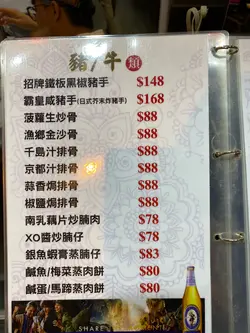 豬/牛 類
招牌鐵板黑椒豬手 $148
霸皇咸豬手(日式芥末炸豬手) $168
菠蘿生炒骨 $88
漁鄉金沙骨 $88
千島汁排骨 $88
京都汁排骨 $88
蒜香焗排骨 $88
椒鹽焗排骨 $88
南乳藕片炒腩肉 $78
XO醬炒腩仔 $78
銀魚蝦膏蒸腩仔 $83
鹹魚/梅菜蒸肉餅 $80
鹹蛋/馬蹄蒸肉餅 $80
SHARE